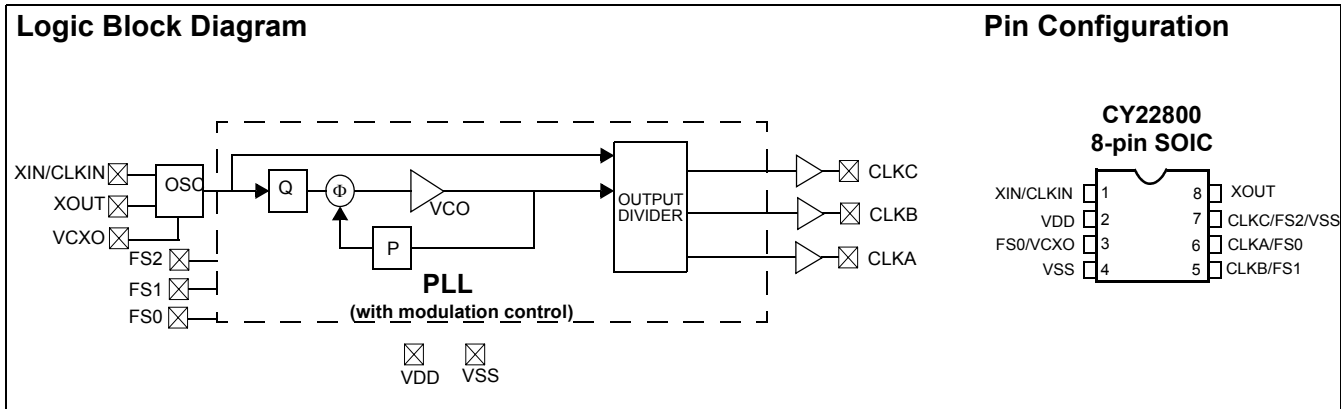 Logic Block Diagram
Pin Configuration
XIN/CLKIN
XOUT
VCXO
FS2
FS1
FS0
OSC
Q
Φ
VCO
P
PLL
(with modulation control)
OUTPUT
DIVIDER
CLKC
CLKB
CLKA
VDD
VSS
CY22800
8-pin SOIC
XIN/CLKIN 1
VDD 2
FS0/VCXO 3
VSS 4
8 XOUT
7 CLKC/FS2/VSS
6 CLKA/FS0
5 CLKB/FS1